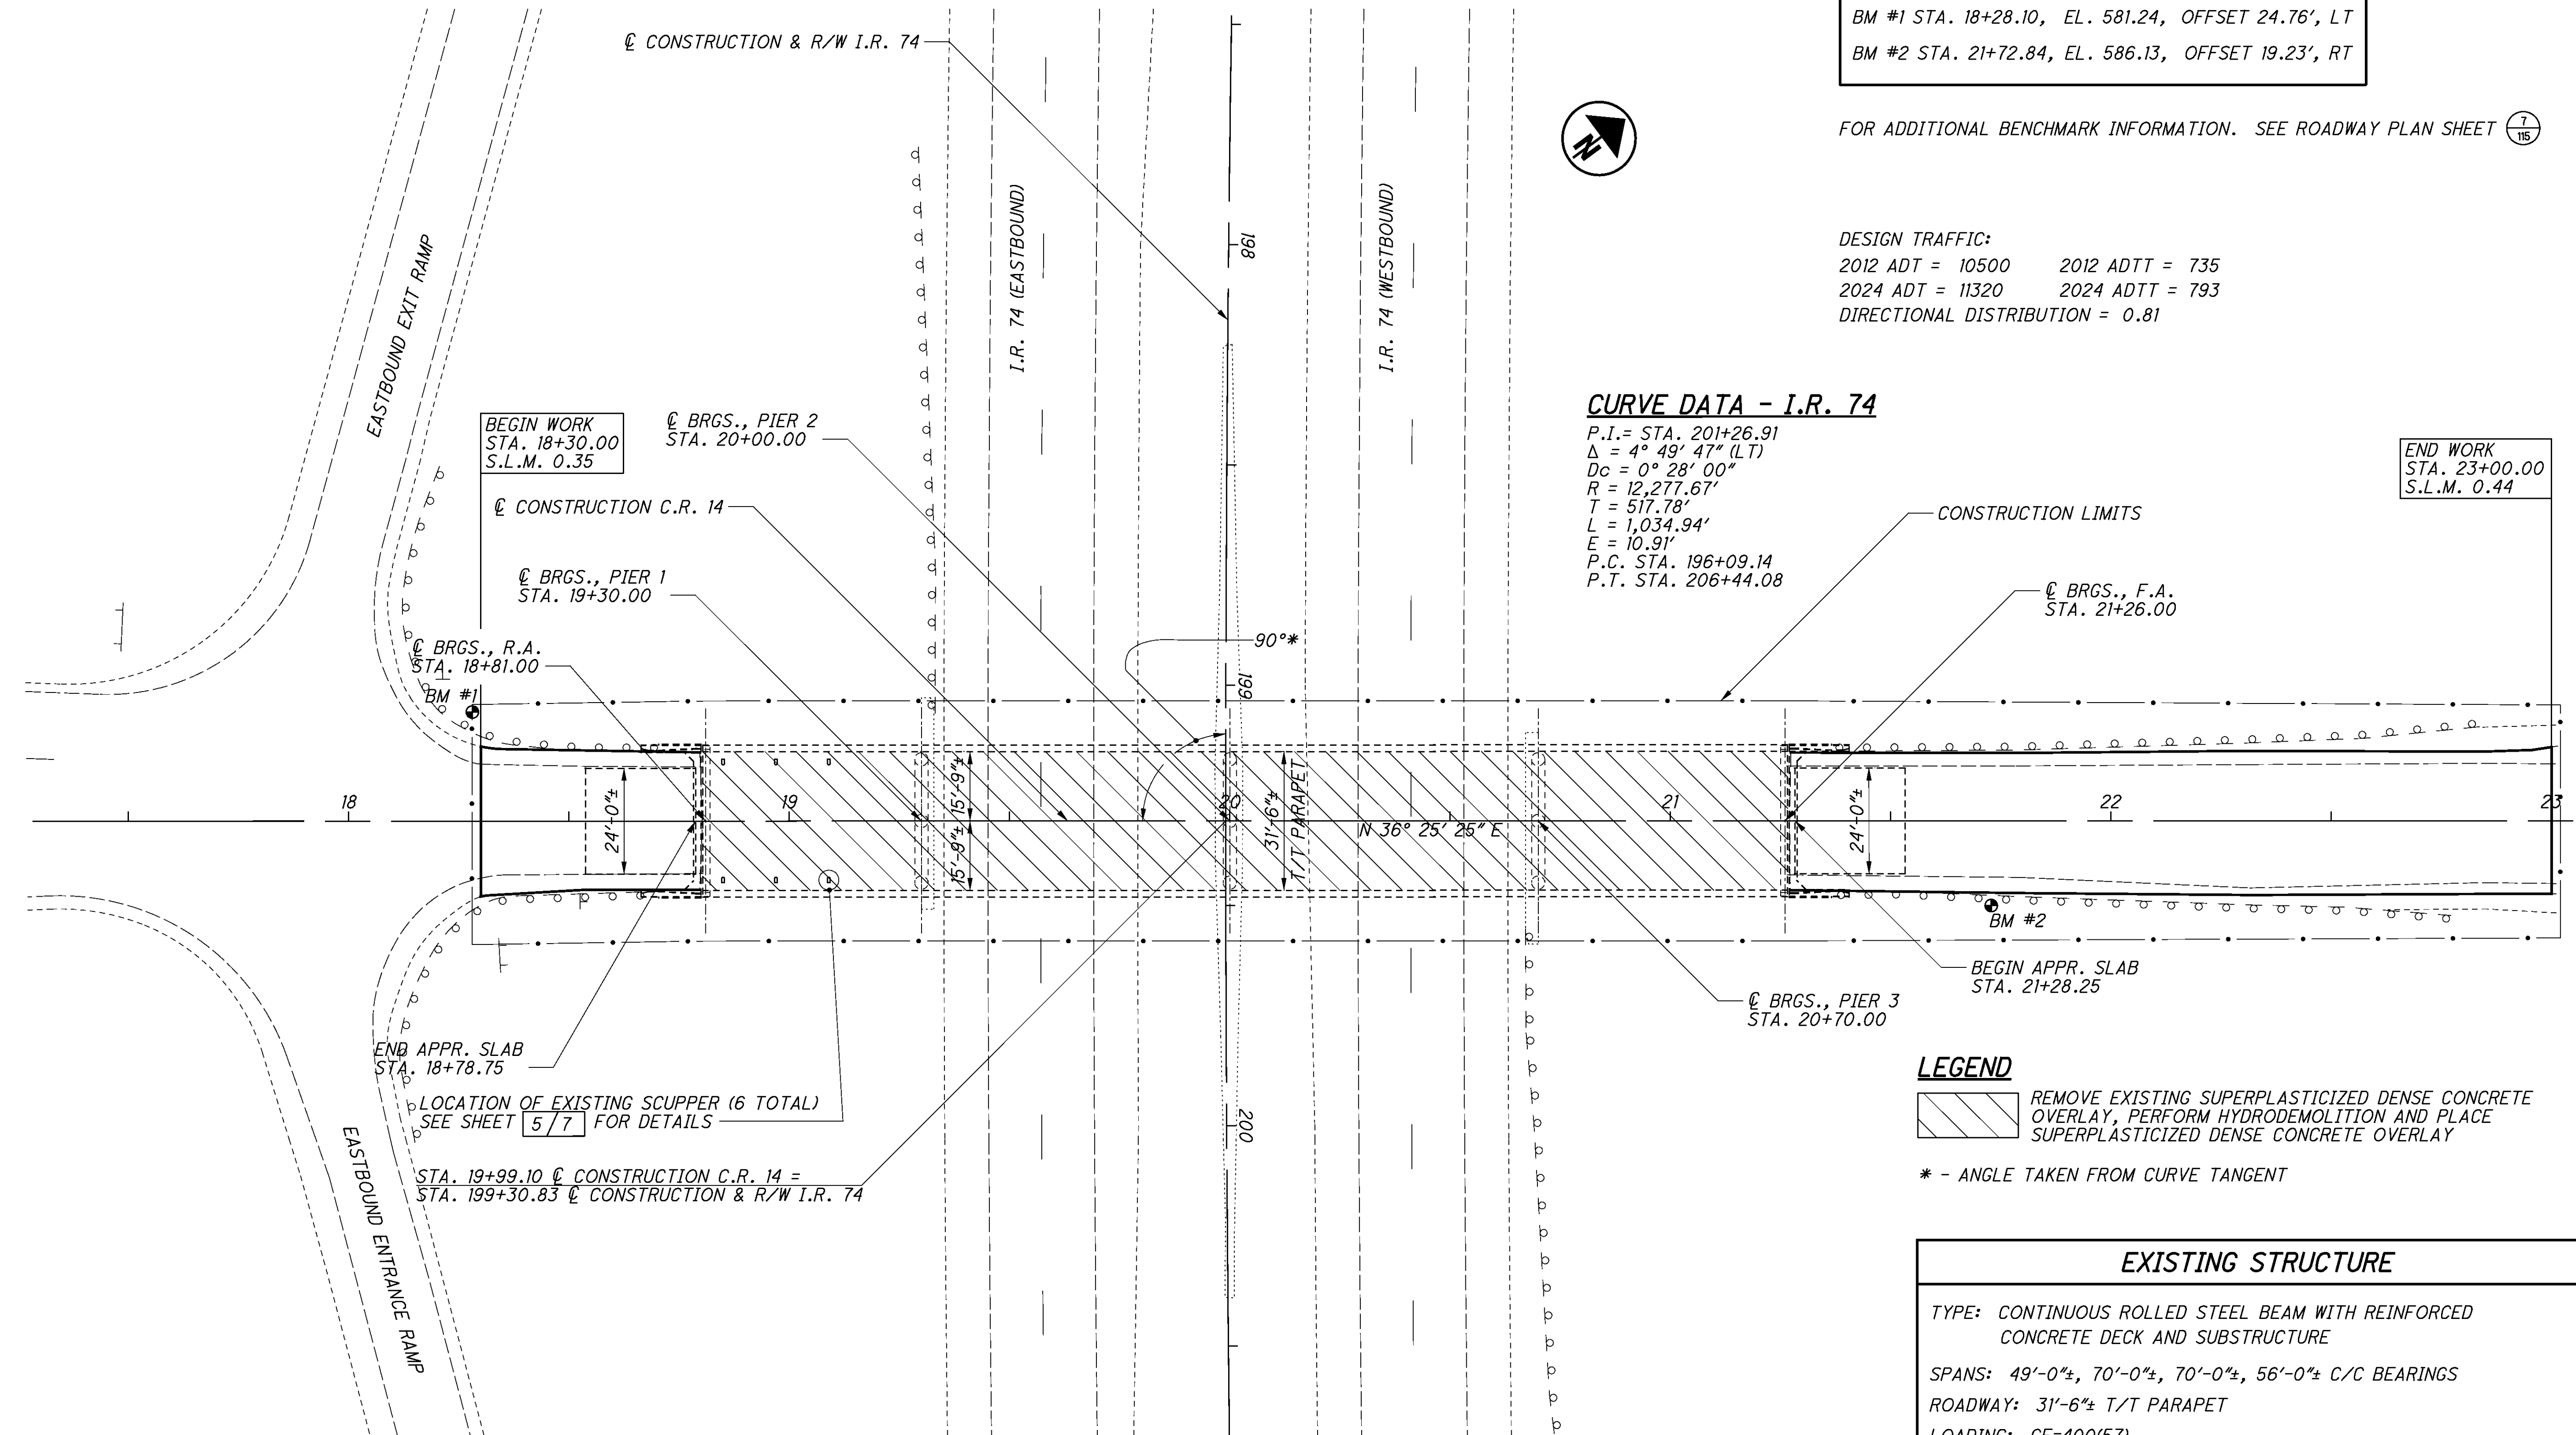 BM #1 STA. 18+28.10, EL. 581.24, OFFSET 24.76', LT
BM #2 STA. 21+72.84, EL. 586.13, OFFSET 19.23', RT
FOR ADDITIONAL BENCHMARK INFORMATION. SEE ROADWAY PLAN SHEET 7/115
N
DESIGN TRAFFIC:
2012 ADT = 10500 2012 ADTT = 735
2024 ADT = 11320 2024 ADTT = 793
DIRECTIONAL DISTRIBUTION = 0.81
℄ CONSTRUCTION & R/W I.R. 74
I.R. 74 (EASTBOUND)
I.R. 74 (WESTBOUND)
198
EASTBOUND EXIT RAMP
CURVE DATA - I.R. 74
P.I.= STA. 201+26.91
Δ = 4° 49' 47" (LT)
Dc = 0° 28' 00"
R = 12,277.67'
T = 517.78'
L = 1,034.94'
E = 10.91'
P.C. STA. 196+09.14
P.T. STA. 206+44.08
BEGIN WORK
STA. 18+30.00
S.L.M. 0.35
℄ BRGS., PIER 2
STA. 20+00.00
END WORK
STA. 23+00.00
S.L.M. 0.44
℄ CONSTRUCTION C.R. 14
CONSTRUCTION LIMITS
℄ BRGS., PIER 1
STA. 19+30.00
℄ BRGS., F.A.
STA. 21+26.00
90°*
℄ BRGS., R.A.
STA. 18+81.00
BM #1
199
18
19
20
21
22
23
24'-0"±
15'-9"±
15'-9"±
31'-6"±
T/T PARAPET
N 36° 25' 25" E
24'-0"±
BM #2
BEGIN APPR. SLAB
STA. 21+28.25
℄ BRGS., PIER 3
STA. 20+70.00
END APPR. SLAB
STA. 18+78.75
LOCATION OF EXISTING SCUPPER (6 TOTAL)
SEE SHEET 5/7 FOR DETAILS
200
STA. 19+99.10 ℄ CONSTRUCTION C.R. 14 =
STA. 199+30.83 ℄ CONSTRUCTION & R/W I.R. 74
EASTBOUND ENTRANCE RAMP
LEGEND
REMOVE EXISTING SUPERPLASTICIZED DENSE CONCRETE
OVERLAY, PERFORM HYDRODEMOLITION AND PLACE
SUPERPLASTICIZED DENSE CONCRETE OVERLAY
* - ANGLE TAKEN FROM CURVE TANGENT
EXISTING STRUCTURE
TYPE: CONTINUOUS ROLLED STEEL BEAM WITH REINFORCED
CONCRETE DECK AND SUBSTRUCTURE
SPANS: 49'-0"±, 70'-0"±, 70'-0"±, 56'-0"± C/C BEARINGS
ROADWAY: 31'-6"± T/T PARAPET
LOADING: CF=400(57)